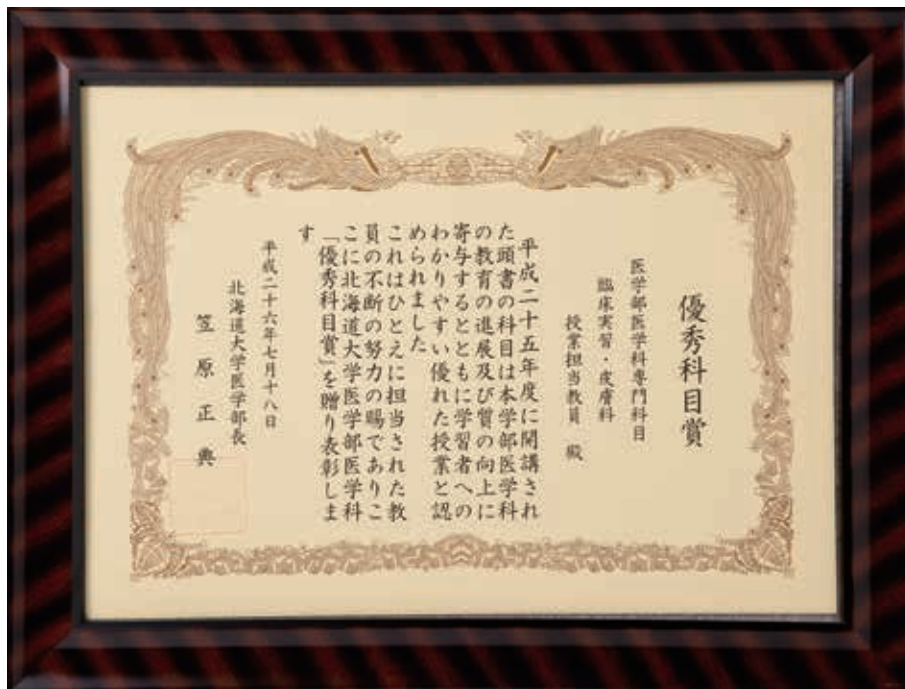 優秀科目賞
医学部医学科専門科目
臨床実習・皮膚科
授業担当教員 殿
平成二十五年度に開講され
た頭書の科目は本学部医学科
の教育の進展及び質の向上に
寄与するとともに学習者への
わかりやすい優れた授業と認
められました
これはひとえに担当された教
員の不断の努力の賜でありこ
こに北海道大学医学部医学科
「優秀科目賞」を贈り表彰しま
す
平成二十六年七月十八日
北海道大学医学部長
笠原正典